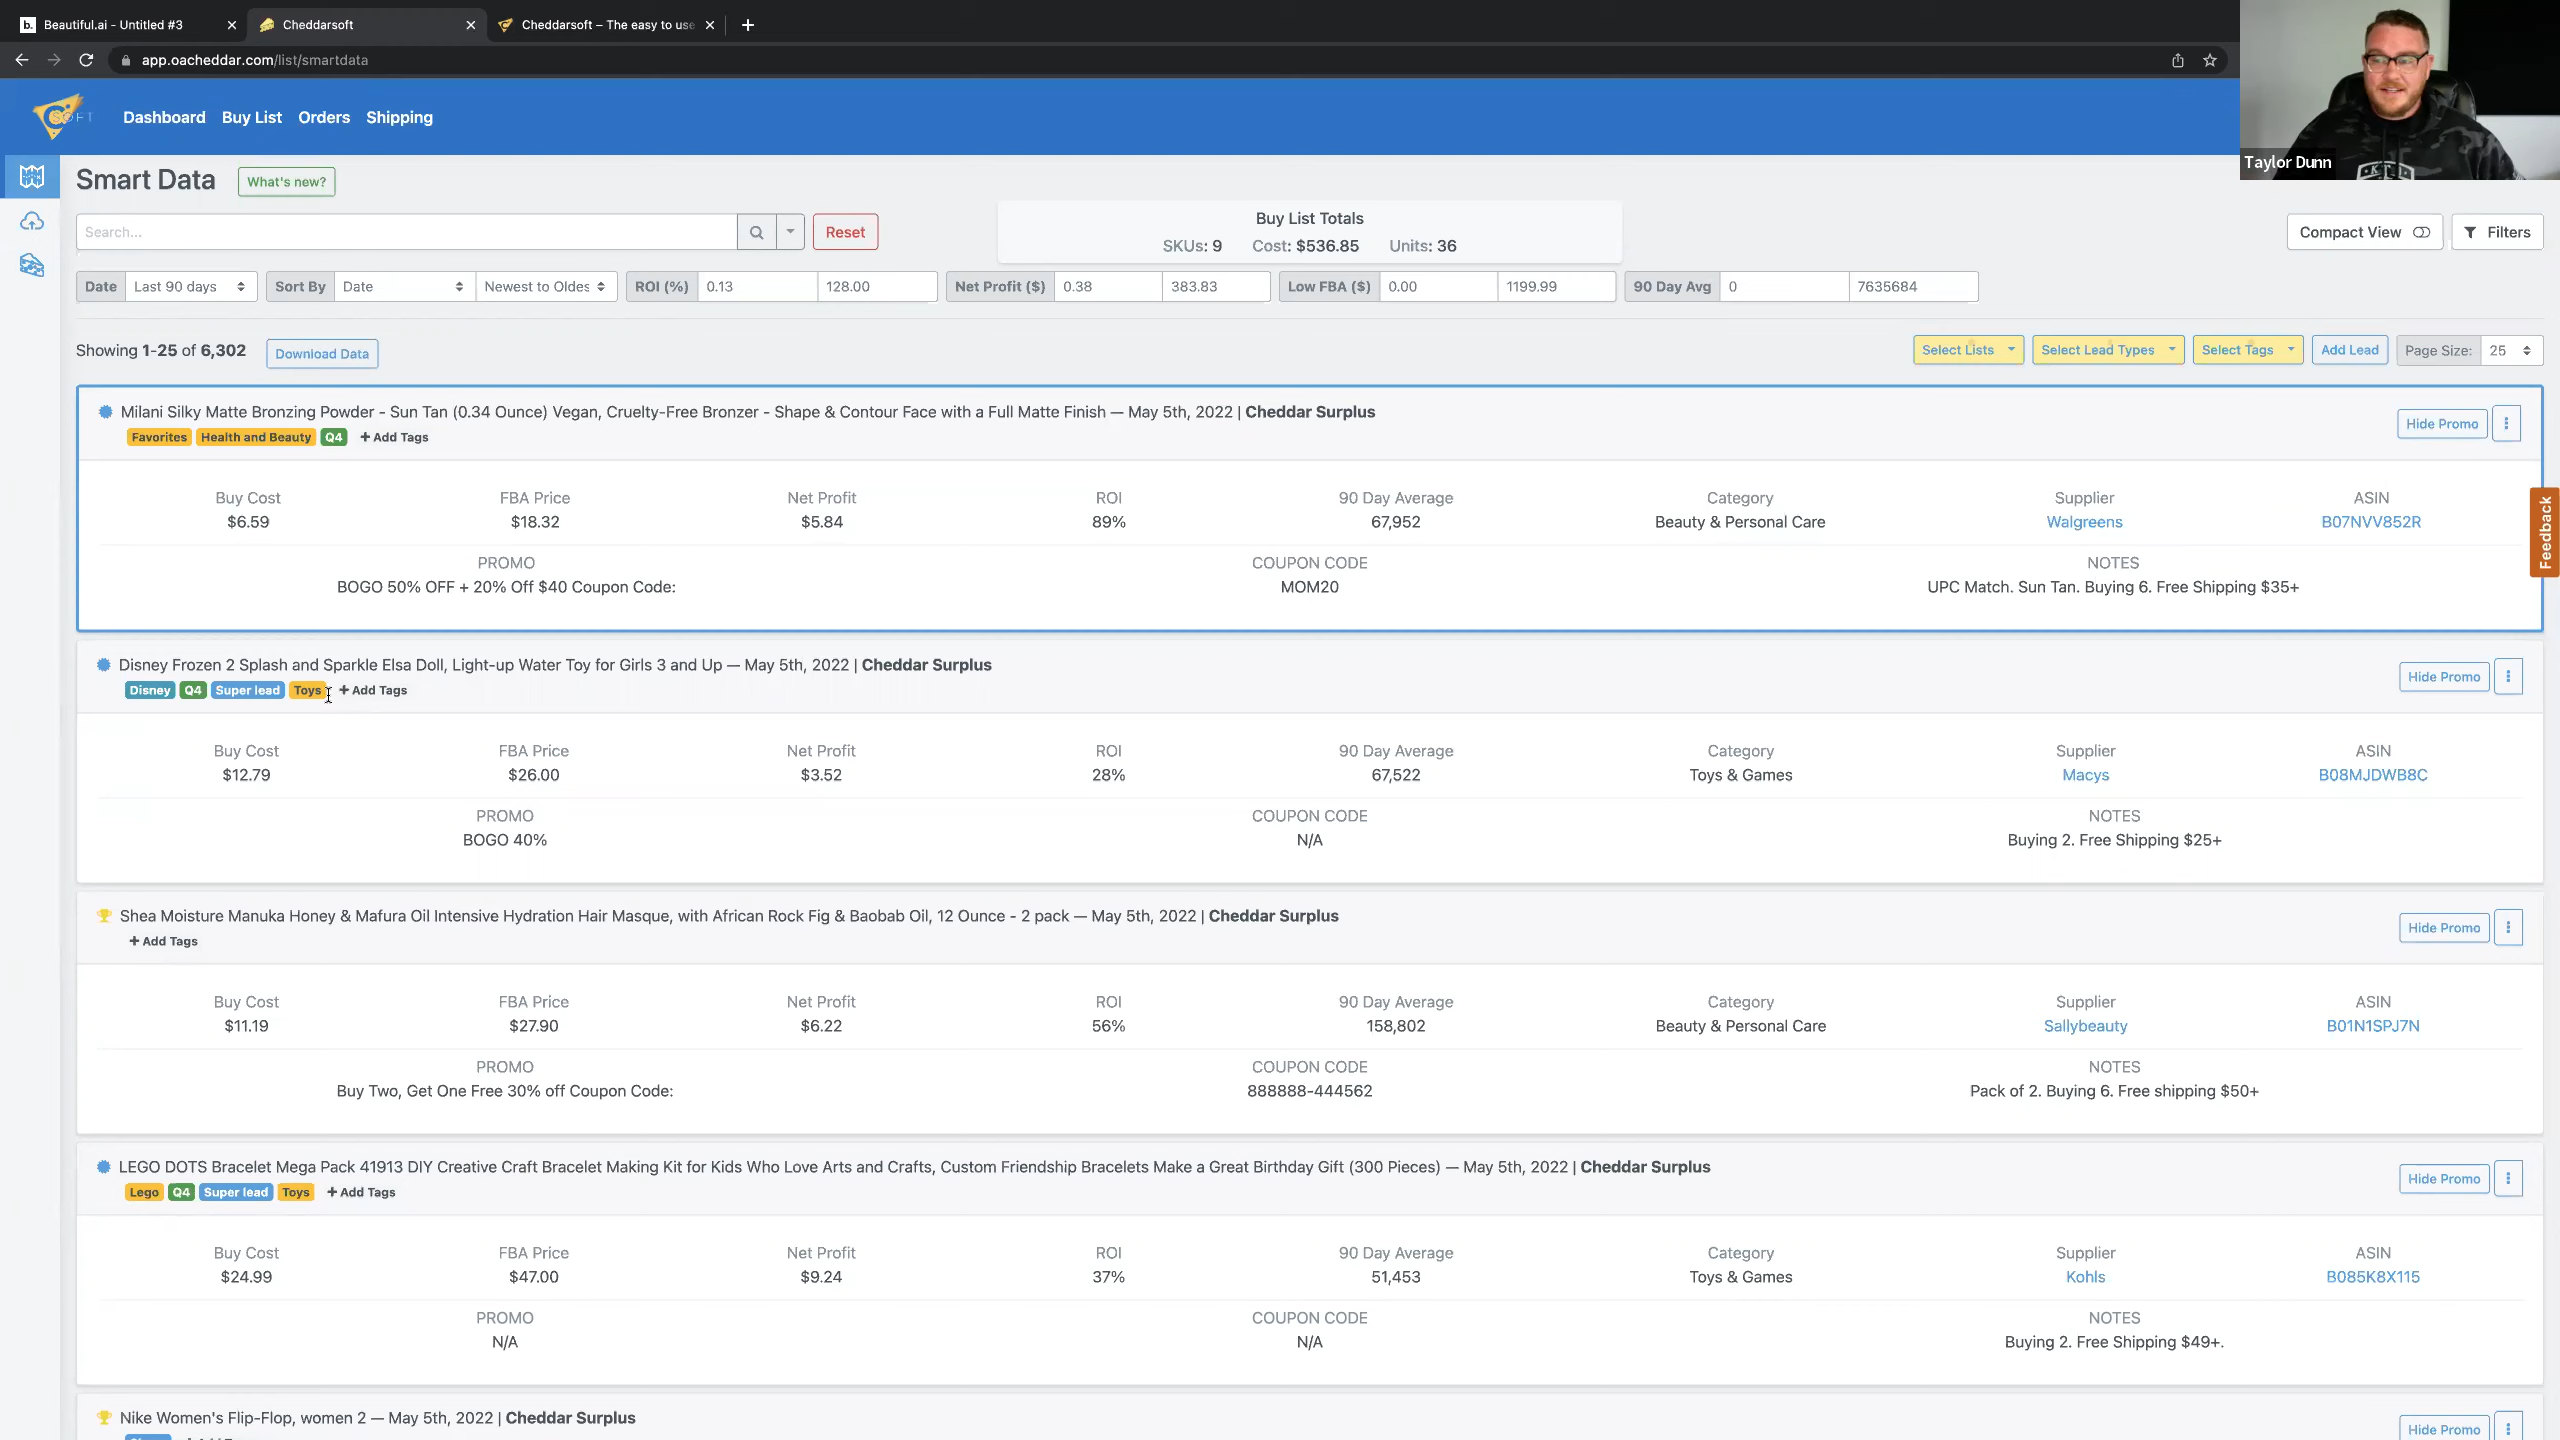 Beautiful.ai - Untitled #3
Cheddarsoft
Cheddarsoft – The easy to use
app.oacheddar.com/list/smartdata
Taylor Dunn
Dashboard Buy List Orders Shipping
Smart Data What's new?
Search... Reset
Buy List Totals
SKUs: 9 Cost: $536.85 Units: 36
Compact View Filters
Date Last 90 days Sort By Date Newest to Oldes ROI (%) 0.13 128.00 Net Profit ($) 0.38 383.83 Low FBA ($) 0.00 1199.99 90 Day Avg 0 7635684
Showing 1-25 of 6,302 Download Data Select Lists Select Lead Types Select Tags Add Lead Page Size: 25
Milani Silky Matte Bronzing Powder - Sun Tan (0.34 Ounce) Vegan, Cruelty-Free Bronzer - Shape & Contour Face with a Full Matte Finish — May 5th, 2022 | Cheddar Surplus
Favorites Health and Beauty Q4 + Add Tags
Hide Promo
Buy Cost FBA Price Net Profit ROI 90 Day Average Category Supplier ASIN
$6.59 $18.32 $5.84 89% 67,952 Beauty & Personal Care Walgreens B07NVV852R
PROMO COUPON CODE NOTES
BOGO 50% OFF + 20% Off $40 Coupon Code: MOM20 UPC Match. Sun Tan. Buying 6. Free Shipping $35+
Feedback
Disney Frozen 2 Splash and Sparkle Elsa Doll, Light-up Water Toy for Girls 3 and Up — May 5th, 2022 | Cheddar Surplus
Disney Q4 Super lead Toys + Add Tags
Hide Promo
Buy Cost FBA Price Net Profit ROI 90 Day Average Category Supplier ASIN
$12.79 $26.00 $3.52 28% 67,522 Toys & Games Macys B08MJDWB8C
PROMO COUPON CODE NOTES
BOGO 40% N/A Buying 2. Free Shipping $25+
Shea Moisture Manuka Honey & Mafura Oil Intensive Hydration Hair Masque, with African Rock Fig & Baobab Oil, 12 Ounce - 2 pack — May 5th, 2022 | Cheddar Surplus
+ Add Tags
Hide Promo
Buy Cost FBA Price Net Profit ROI 90 Day Average Category Supplier ASIN
$11.19 $27.90 $6.22 56% 158,802 Beauty & Personal Care Sallybeauty B01N1SPJ7N
PROMO COUPON CODE NOTES
Buy Two, Get One Free 30% off Coupon Code: 888888-444562 Pack of 2. Buying 6. Free shipping $50+
LEGO DOTS Bracelet Mega Pack 41913 DIY Creative Craft Bracelet Making Kit for Kids Who Love Arts and Crafts, Custom Friendship Bracelets Make a Great Birthday Gift (300 Pieces) — May 5th, 2022 | Cheddar Surplus
Lego Q4 Super lead Toys + Add Tags
Hide Promo
Buy Cost FBA Price Net Profit ROI 90 Day Average Category Supplier ASIN
$24.99 $47.00 $9.24 37% 51,453 Toys & Games Kohls B085K8X115
PROMO COUPON CODE NOTES
N/A N/A Buying 2. Free Shipping $49+.
Nike Women's Flip-Flop, women 2 — May 5th, 2022 | Cheddar Surplus
Hide Promo